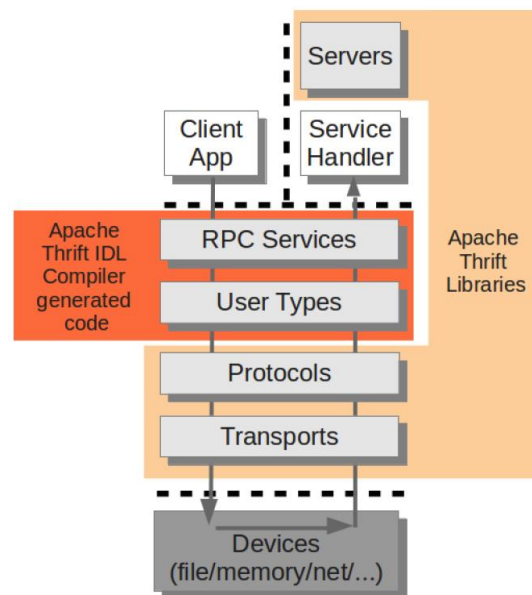 Servers
Client
App
Service
Handler
Apache
Thrift IDL
Compiler
generated
code
RPC Services
User Types
Apache
Thrift
Libraries
Protocols
Transports
Devices
(file/memory/net/...)